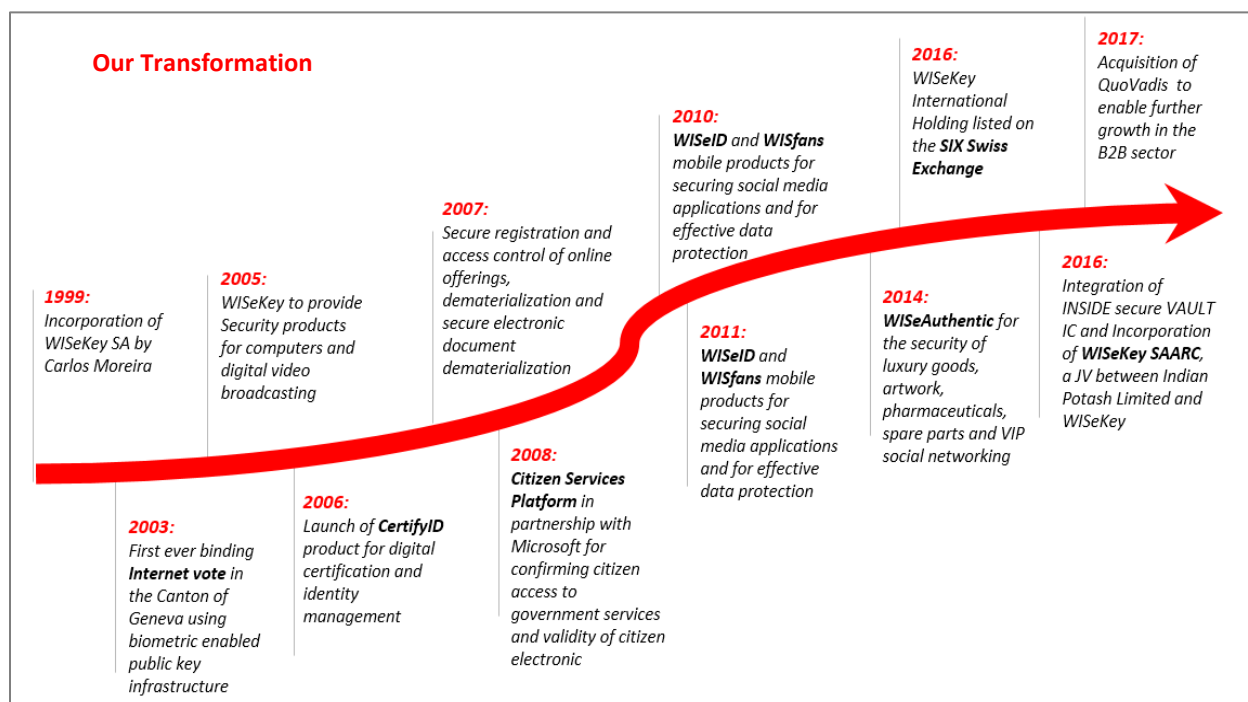 Our Transformation
1999:
Incorporation of
WISeKey SA by
Carlos Moreira
2003:
First ever binding
Internet vote in
the Canton of
Geneva using
biometric enabled
public key
infrastructure
2005:
WISeKey to provide
Security products
for computers and
digital video
broadcasting
2006:
Launch of CertifyID
product for digital
certification and
identity
management
2007:
Secure registration and
access control of online
offerings,
dematerialization and
secure electronic
document
dematerialization
2008:
Citizen Services
Platform in
partnership with
Microsoft for
confirming citizen
access to
government services
and validity of citizen
electronic
2010:
WISeID and WISfans
mobile products for
securing social media
applications and for
effective data
protection
2011:
WISeID and
WISfans mobile
products for
securing social
media applications
and for effective
data protection
2014:
WISeAuthentic for
the security of
luxury goods,
artwork,
pharmaceuticals,
spare parts and VIP
social networking
2016:
WISeKey
International
Holding listed on
the SIX Swiss
Exchange
2016:
Integration of
INSIDE secure VAULT
IC and Incorporation
of WISeKey SAARC,
a JV between Indian
Potash Limited and
WISeKey
2017:
Acquisition of
QuoVadis to
enable further
growth in the
B2B sector